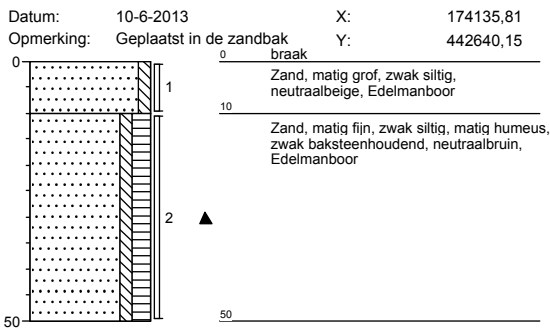 Datum: 10-6-2013 X: 174135,81
Opmerking: Geplaatst in de zandbak Y: 442640,15
0 0 braak
1 Zand, matig grof, zwak siltig,
neutraalbeige, Edelmanboor
10
Zand, matig fijn, zwak siltig, matig humeus,
zwak baksteenhoudend, neutraalbruin,
Edelmanboor
2
50 50